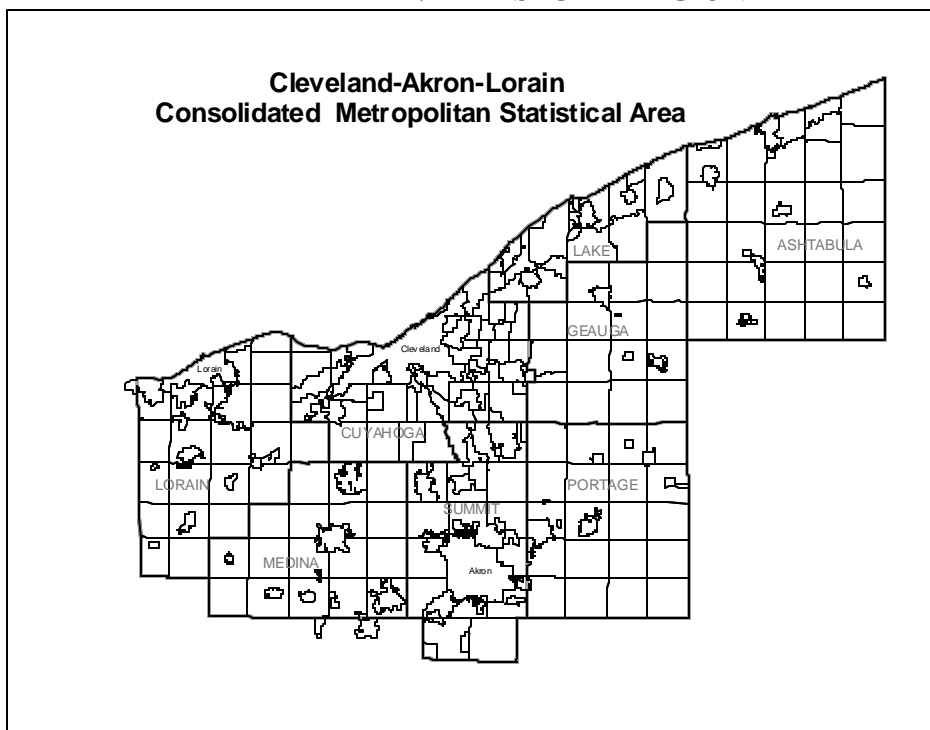 Cleveland-Akron-Lorain
Consolidated Metropolitan Statistical Area
LAKE
ASHTABULA
GEAUGA
Cleveland
Lorain
CUYAHOGA
LORAIN
PORTAGE
SUMMIT
MEDINA
Akron